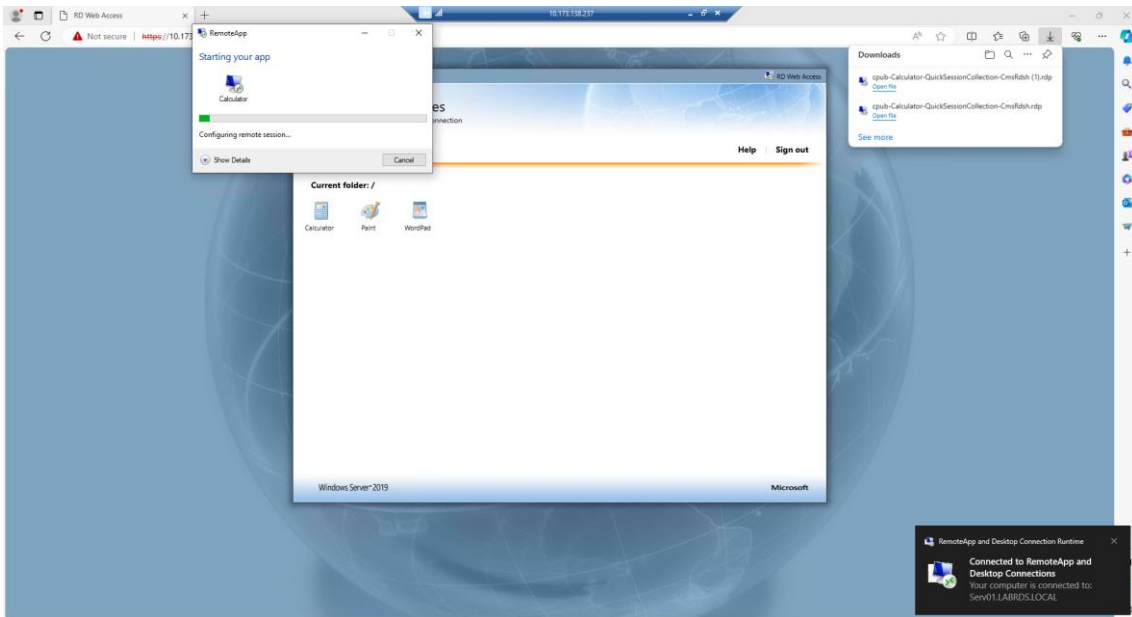 RD Web Access
10.173.138.237
Not secure
https://10.173
RemoteApp
Starting your app
Calculator
Configuring remote session...
Show Details
Cancel
RD Web Access
es
onnection
Help
Sign out
Current folder: /
Calculator
Paint
WordPad
Windows Server 2019
Microsoft
Downloads
cpub-Calculator-QuickSessionCollection-CmsRdsh (1).rdp
Open file
cpub-Calculator-QuickSessionCollection-CmsRdsh.rdp
Open file
See more
RemoteApp and Desktop Connection Runtime
Connected to RemoteApp and
Desktop Connections
Your computer is connected to:
Serv01.LABRDS.LOCAL